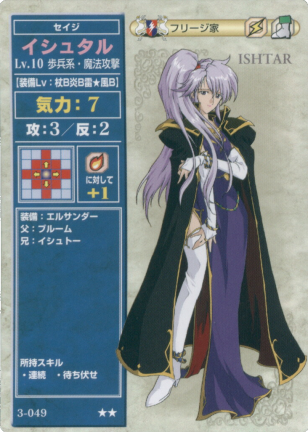 セイジ
イシュタル
Lv.10 歩兵系・魔法攻撃
[装備Lv：杖B炎B雷★風B]
気力：7
攻：3／反：2
に対して
+1
装備：エルサンダー
父：ブルーム
兄：イシュトー
所持スキル
・連続 ・待ち伏せ
3-049
★★
フリージ家
ISHTAR